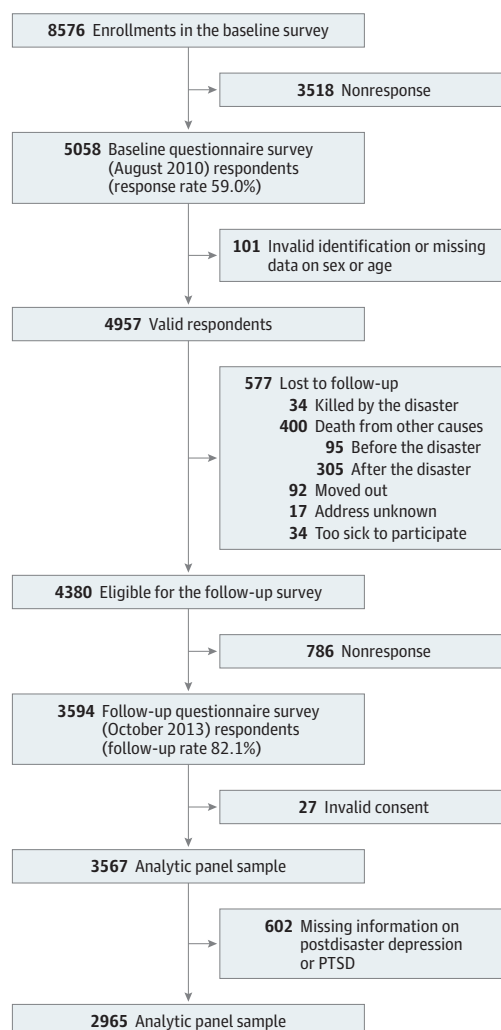 8576 Enrollments in the baseline survey
3518 Nonresponse
5058 Baseline questionnaire survey
(August 2010) respondents
(response rate 59.0%)
101 Invalid identification or missing
data on sex or age
4957 Valid respondents
577 Lost to follow-up
34 Killed by the disaster
400 Death from other causes
95 Before the disaster
305 After the disaster
92 Moved out
17 Address unknown
34 Too sick to participate
4380 Eligible for the follow-up survey
786 Nonresponse
3594 Follow-up questionnaire survey
(October 2013) respondents
(follow-up rate 82.1%)
27 Invalid consent
3567 Analytic panel sample
602 Missing information on
postdisaster depression
or PTSD
2965 Analytic panel sample